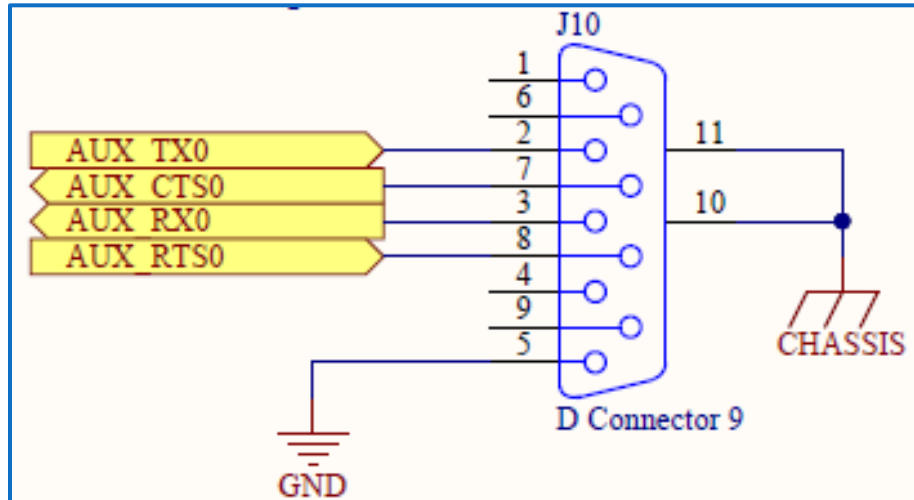 J10
1
6
AUX_TX0 2 11
AUX_CTS0 7
AUX_RX0 3 10
AUX_RTS0 8
4
9
5
CHASSIS
D Connector 9
GND